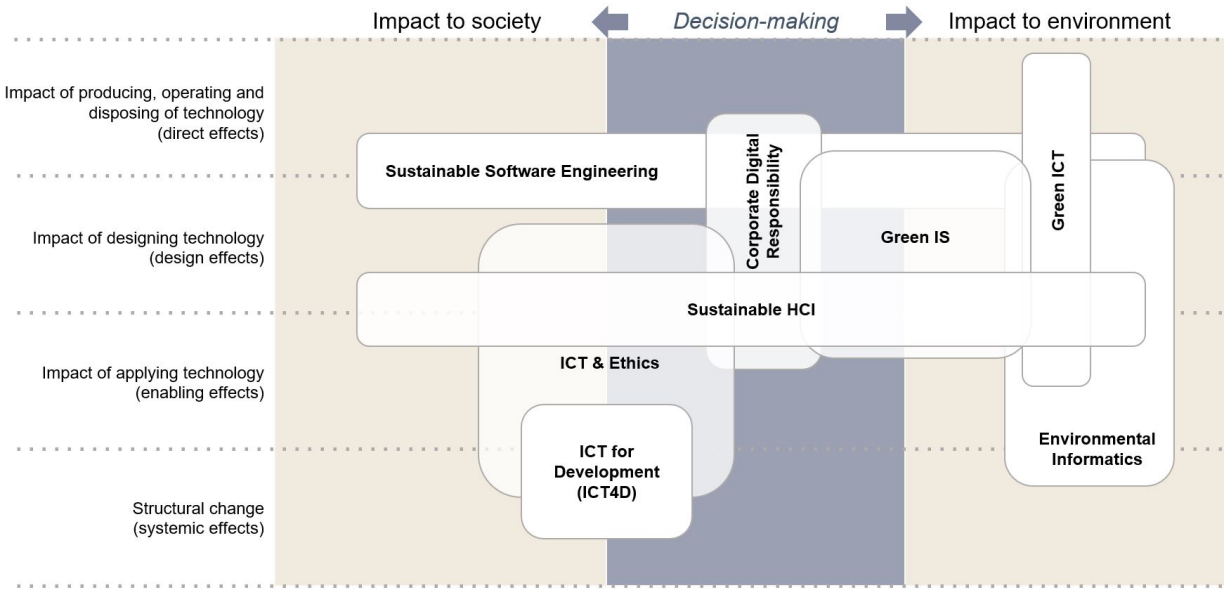 Impact to society
Decision-making
Impact to environment
Impact of producing, operating and
disposing of technology
(direct effects)
Sustainable Software Engineering
Corporate Digital
Responsibility
Green ICT
Impact of designing technology
(design effects)
Green IS
Sustainable HCI
Impact of applying technology
(enabling effects)
ICT & Ethics
ICT for
Development
(ICT4D)
Environmental
Informatics
Structural change
(systemic effects)